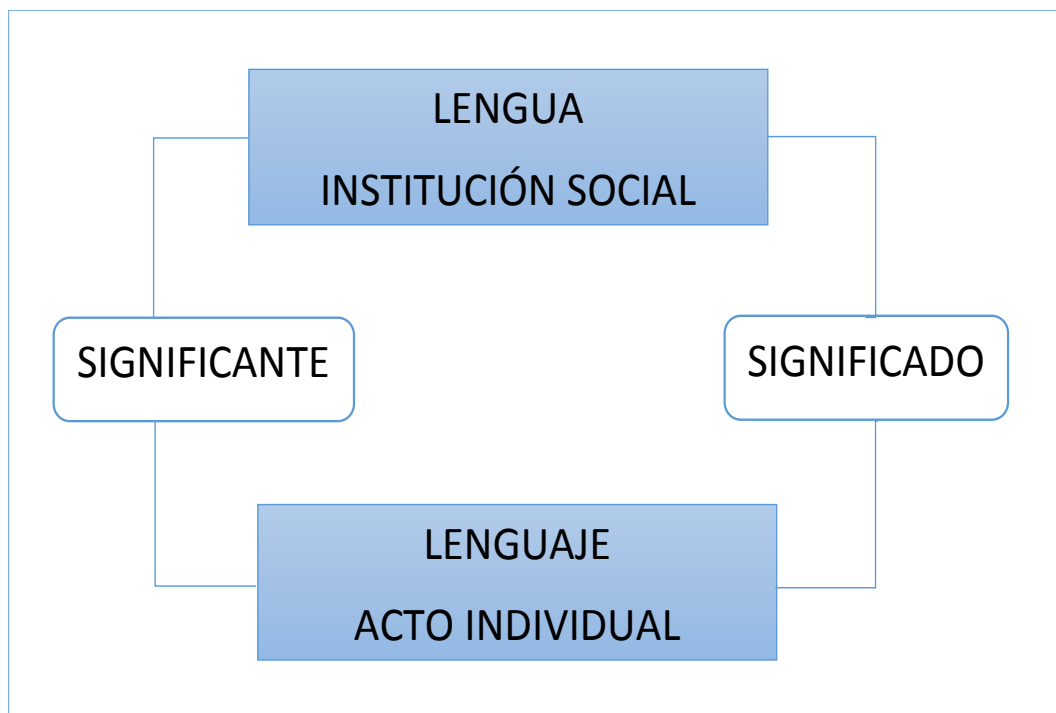 LENGUA
INSTITUCIÓN SOCIAL
SIGNIFICANTE
SIGNIFICADO
LENGUAJE
ACTO INDIVIDUAL